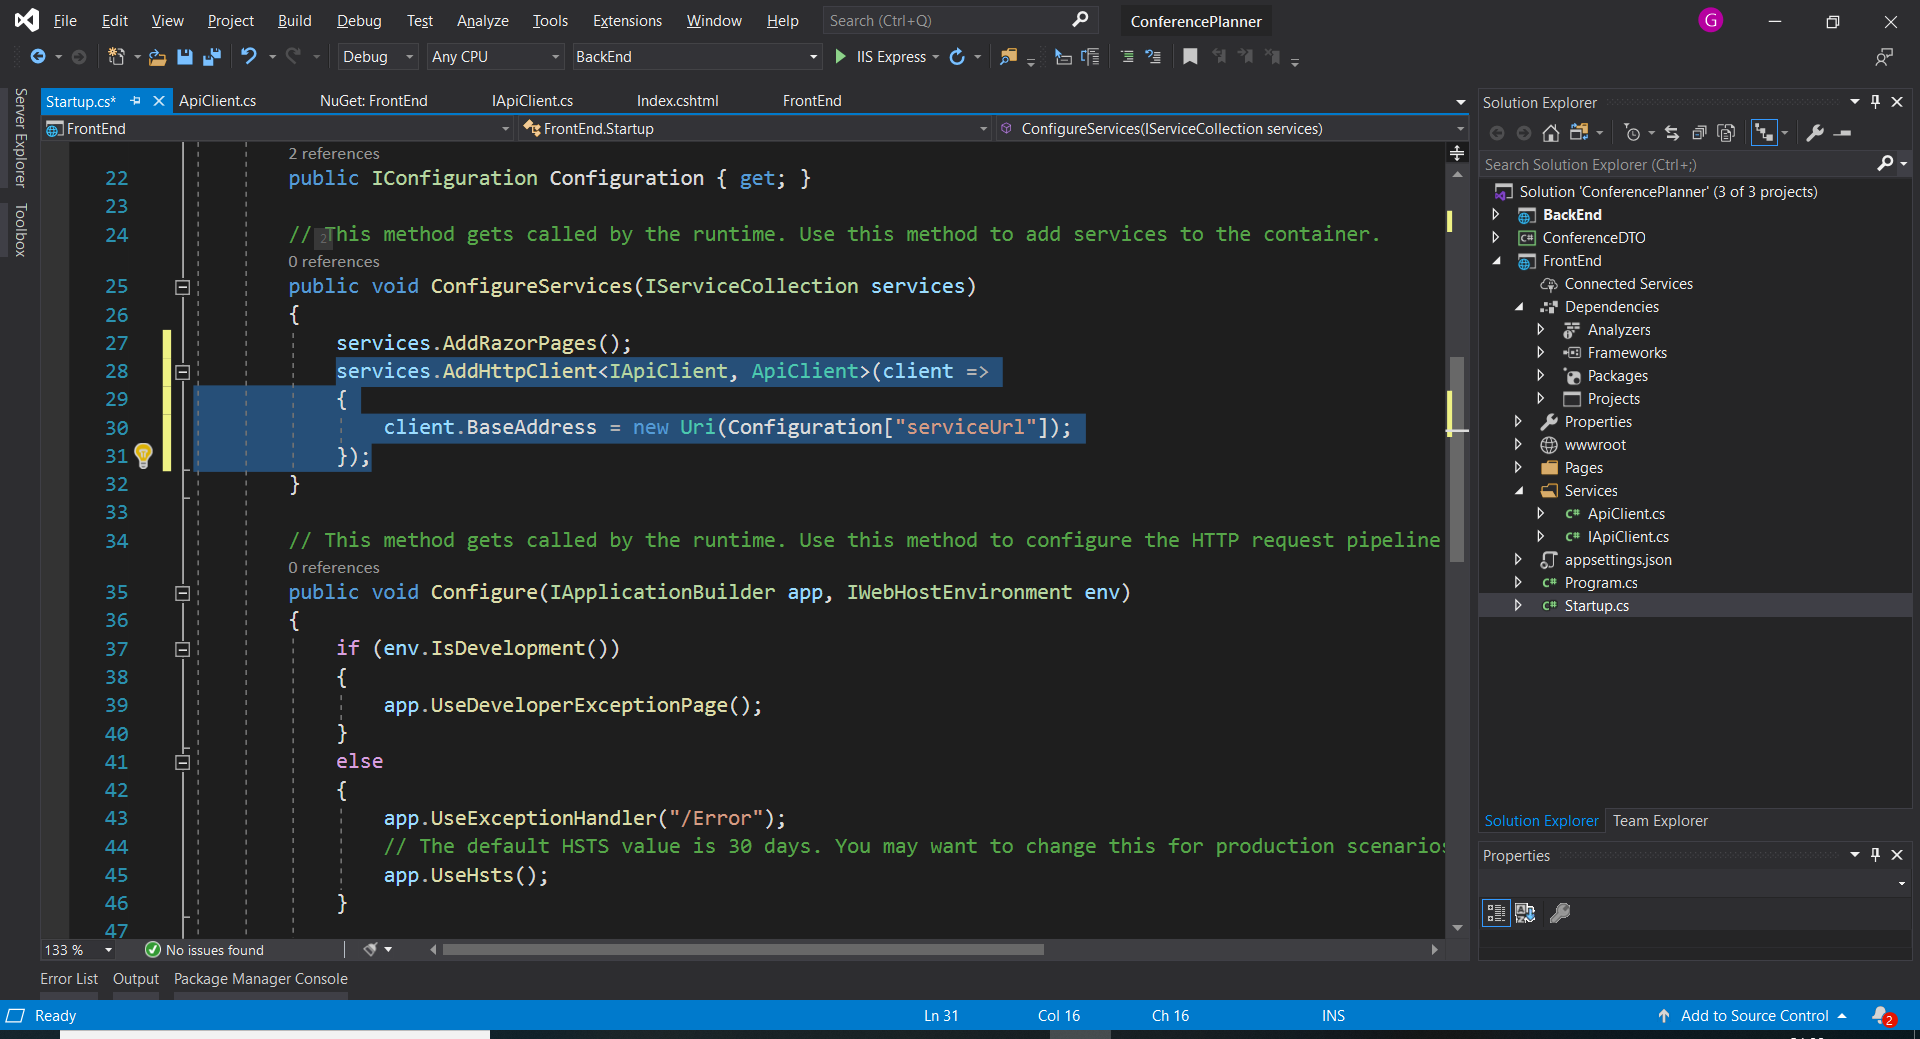 File Edit View Project Build Debug Test Analyze Tools Extensions Window Help Search (Ctrl+Q) ConferencePlanner G
Debug Any CPU BackEnd IIS Express
Server Explorer
Toolbox
Startup.cs* ApiClient.cs NuGet: FrontEnd IApiClient.cs Index.cshtml FrontEnd
FrontEnd FrontEnd.Startup ConfigureServices(IServiceCollection services)
2 references
22 public IConfiguration Configuration { get; }
23
24 // This method gets called by the runtime. Use this method to add services to the container.
0 references
25 public void ConfigureServices(IServiceCollection services)
26 {
27 services.AddRazorPages();
28 services.AddHttpClient<IApiClient, ApiClient>(client =>
29 {
30 client.BaseAddress = new Uri(Configuration["serviceUrl"]);
31 });
32 }
33
34 // This method gets called by the runtime. Use this method to configure the HTTP request pipeline
0 references
35 public void Configure(IApplicationBuilder app, IWebHostEnvironment env)
36 {
37 if (env.IsDevelopment())
38 {
39 app.UseDeveloperExceptionPage();
40 }
41 else
42 {
43 app.UseExceptionHandler("/Error");
44 // The default HSTS value is 30 days. You may want to change this for production scenarios
45 app.UseHsts();
46 }
47
133 % No issues found
Error List Output Package Manager Console
Ready Ln 31 Col 16 Ch 16 INS Add to Source Control 2
Solution Explorer
Search Solution Explorer (Ctrl+;)
Solution 'ConferencePlanner' (3 of 3 projects)
BackEnd
C# ConferenceDTO
FrontEnd
Connected Services
Dependencies
Analyzers
Frameworks
Packages
Projects
Properties
wwwroot
Pages
Services
C# ApiClient.cs
C# IApiClient.cs
appsettings.json
C# Program.cs
C# Startup.cs
Solution Explorer Team Explorer
Properties